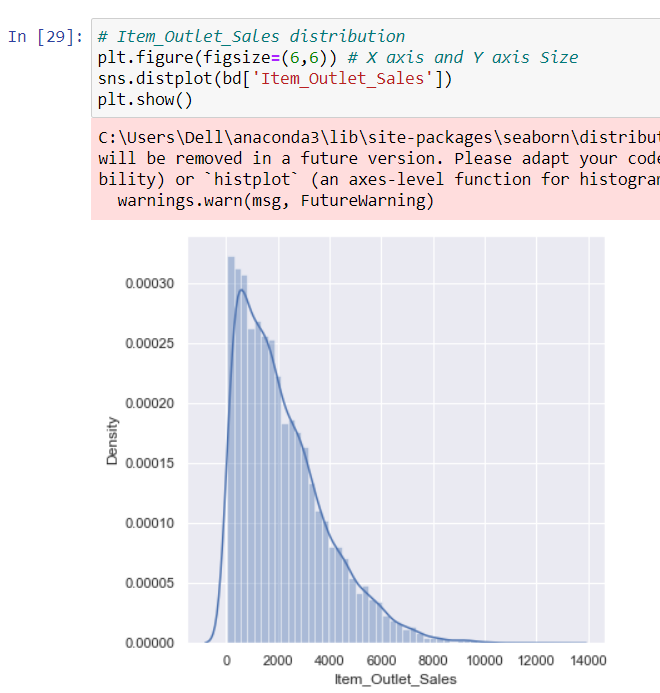 In [29]: # Item_Outlet_Sales distribution
plt.figure(figsize=(6,6)) # X axis and Y axis Size
sns.distplot(bd['Item_Outlet_Sales'])
plt.show()
C:\Users\Dell\anaconda3\lib\site-packages\seaborn\distribut
will be removed in a future version. Please adapt your code
bility) or `histplot` (an axes-level function for histogram
warnings.warn(msg, FutureWarning)
0.00030
0.00025
0.00020
0.00015
0.00010
0.00005
0.00000
Density
0 2000 4000 6000 8000 10000 12000 14000
Item_Outlet_Sales